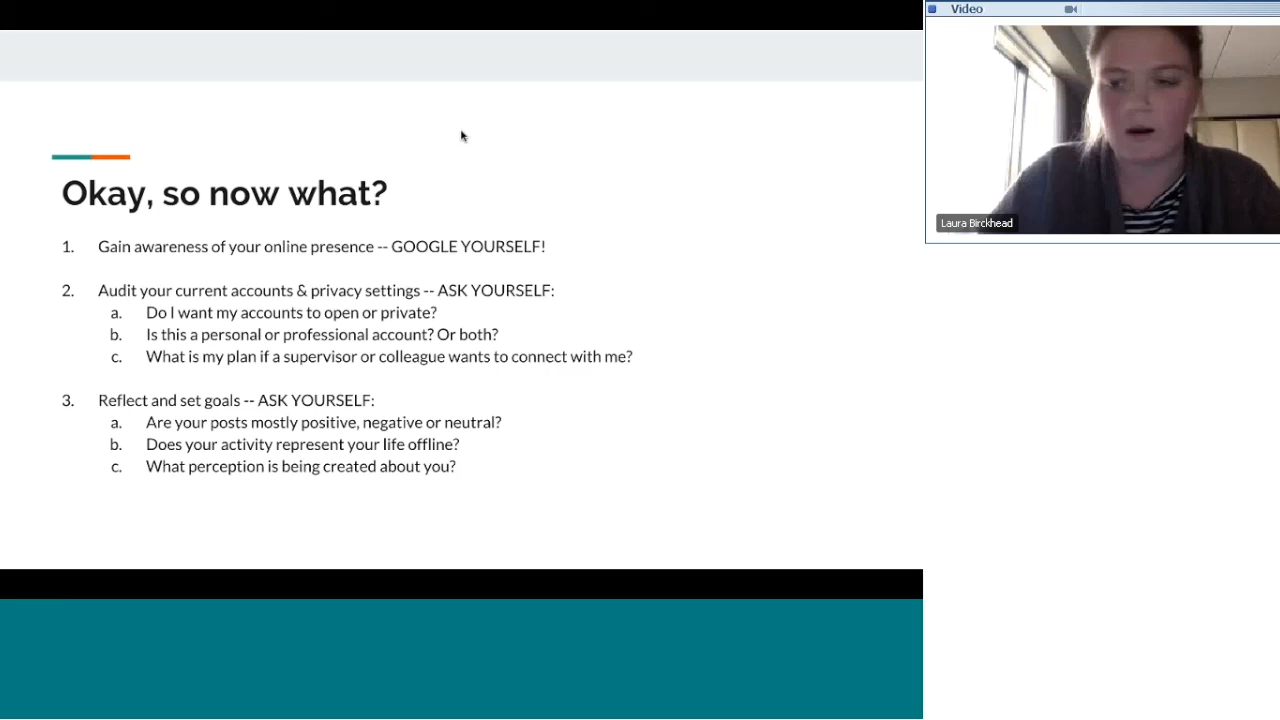 Video
Laura Birckhead
Okay, so now what?
1. Gain awareness of your online presence -- GOOGLE YOURSELF!
2. Audit your current accounts & privacy settings -- ASK YOURSELF:
a. Do I want my accounts to open or private?
b. Is this a personal or professional account? Or both?
c. What is my plan if a supervisor or colleague wants to connect with me?
3. Reflect and set goals -- ASK YOURSELF:
a. Are your posts mostly positive, negative or neutral?
b. Does your activity represent your life offline?
c. What perception is being created about you?